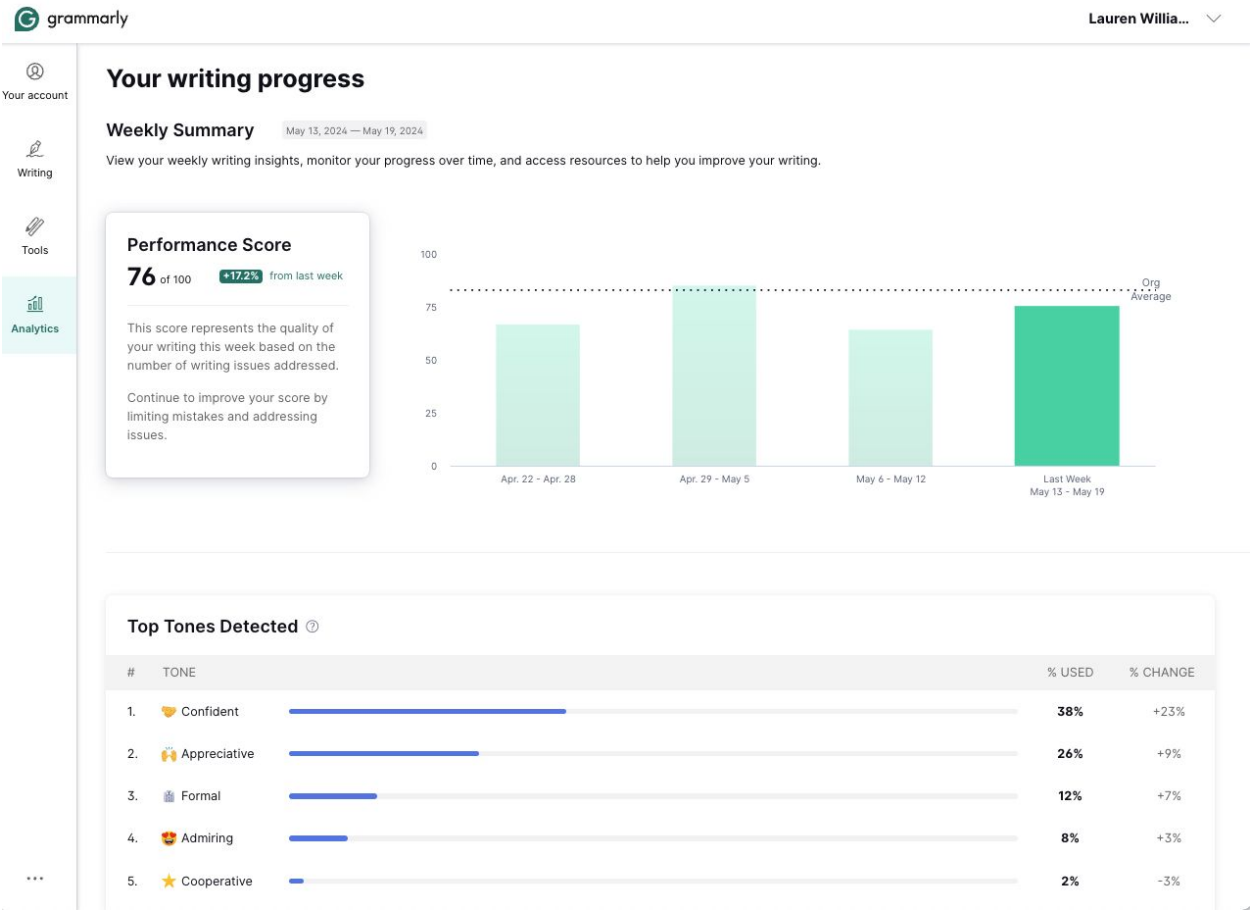 grammarly
Lauren Willia...
Your account
Writing
Tools
Analytics
Your writing progress
Weekly Summary May 13, 2024 — May 19, 2024
View your weekly writing insights, monitor your progress over time, and access resources to help you improve your writing.
Performance Score
76 of 100 +17.2% from last week
This score represents the quality of
your writing this week based on the
number of writing issues addressed.
Continue to improve your score by
limiting mistakes and addressing
issues.
100
75
50
25
0
Org
Average
Apr. 22 - Apr. 28
Apr. 29 - May 5
May 6 - May 12
Last Week
May 13 - May 19
Top Tones Detected
# TONE % USED % CHANGE
1. Confident 38% +23%
2. Appreciative 26% +9%
3. Formal 12% +7%
4. Admiring 8% +3%
5. Cooperative 2% -3%